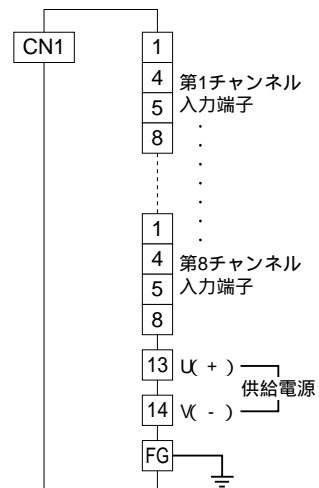 CN1
1
4
5
8
第1チャンネル
入力端子
1
4
5
8
第8チャンネル
入力端子
13 U( + )
供給電源
14 V( - )
FG